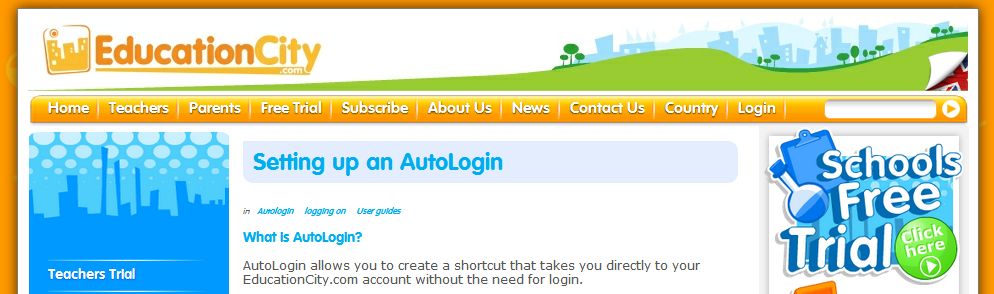 EducationCity
.com
Home Teachers Parents Free Trial Subscribe About Us News Contact Us Country Login
Setting up an AutoLogin
in Autologin logging on User guides
What is AutoLogin?
AutoLogin allows you to create a shortcut that takes you directly to your
EducationCity.com account without the need for login.
Teachers Trial
Schools
Free
Trial
Click
here